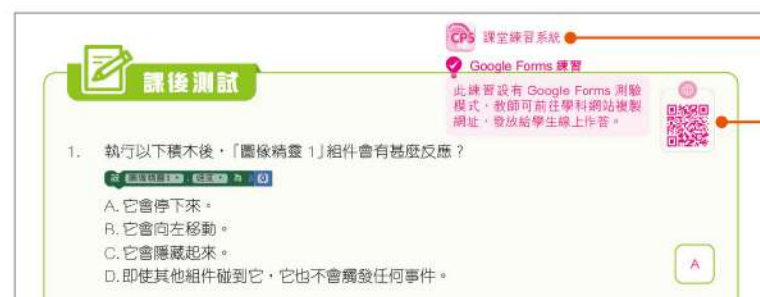 CPS 課堂練習系統
Google Forms 練習
課後測試
此練習設有 Google Forms 測驗
模式，教師可前往學科網站複製
網址，發放給學生線上作答。
1. 執行以下積木後，「圖像精靈 1」組件會有甚麼反應？
設 圖像精靈1 . 速度 為 0
A. 它會停下來。
B. 它會向左移動。
C. 它會隱藏起來。
D. 即使其他組件碰到它，它也不會觸發任何事件。
A